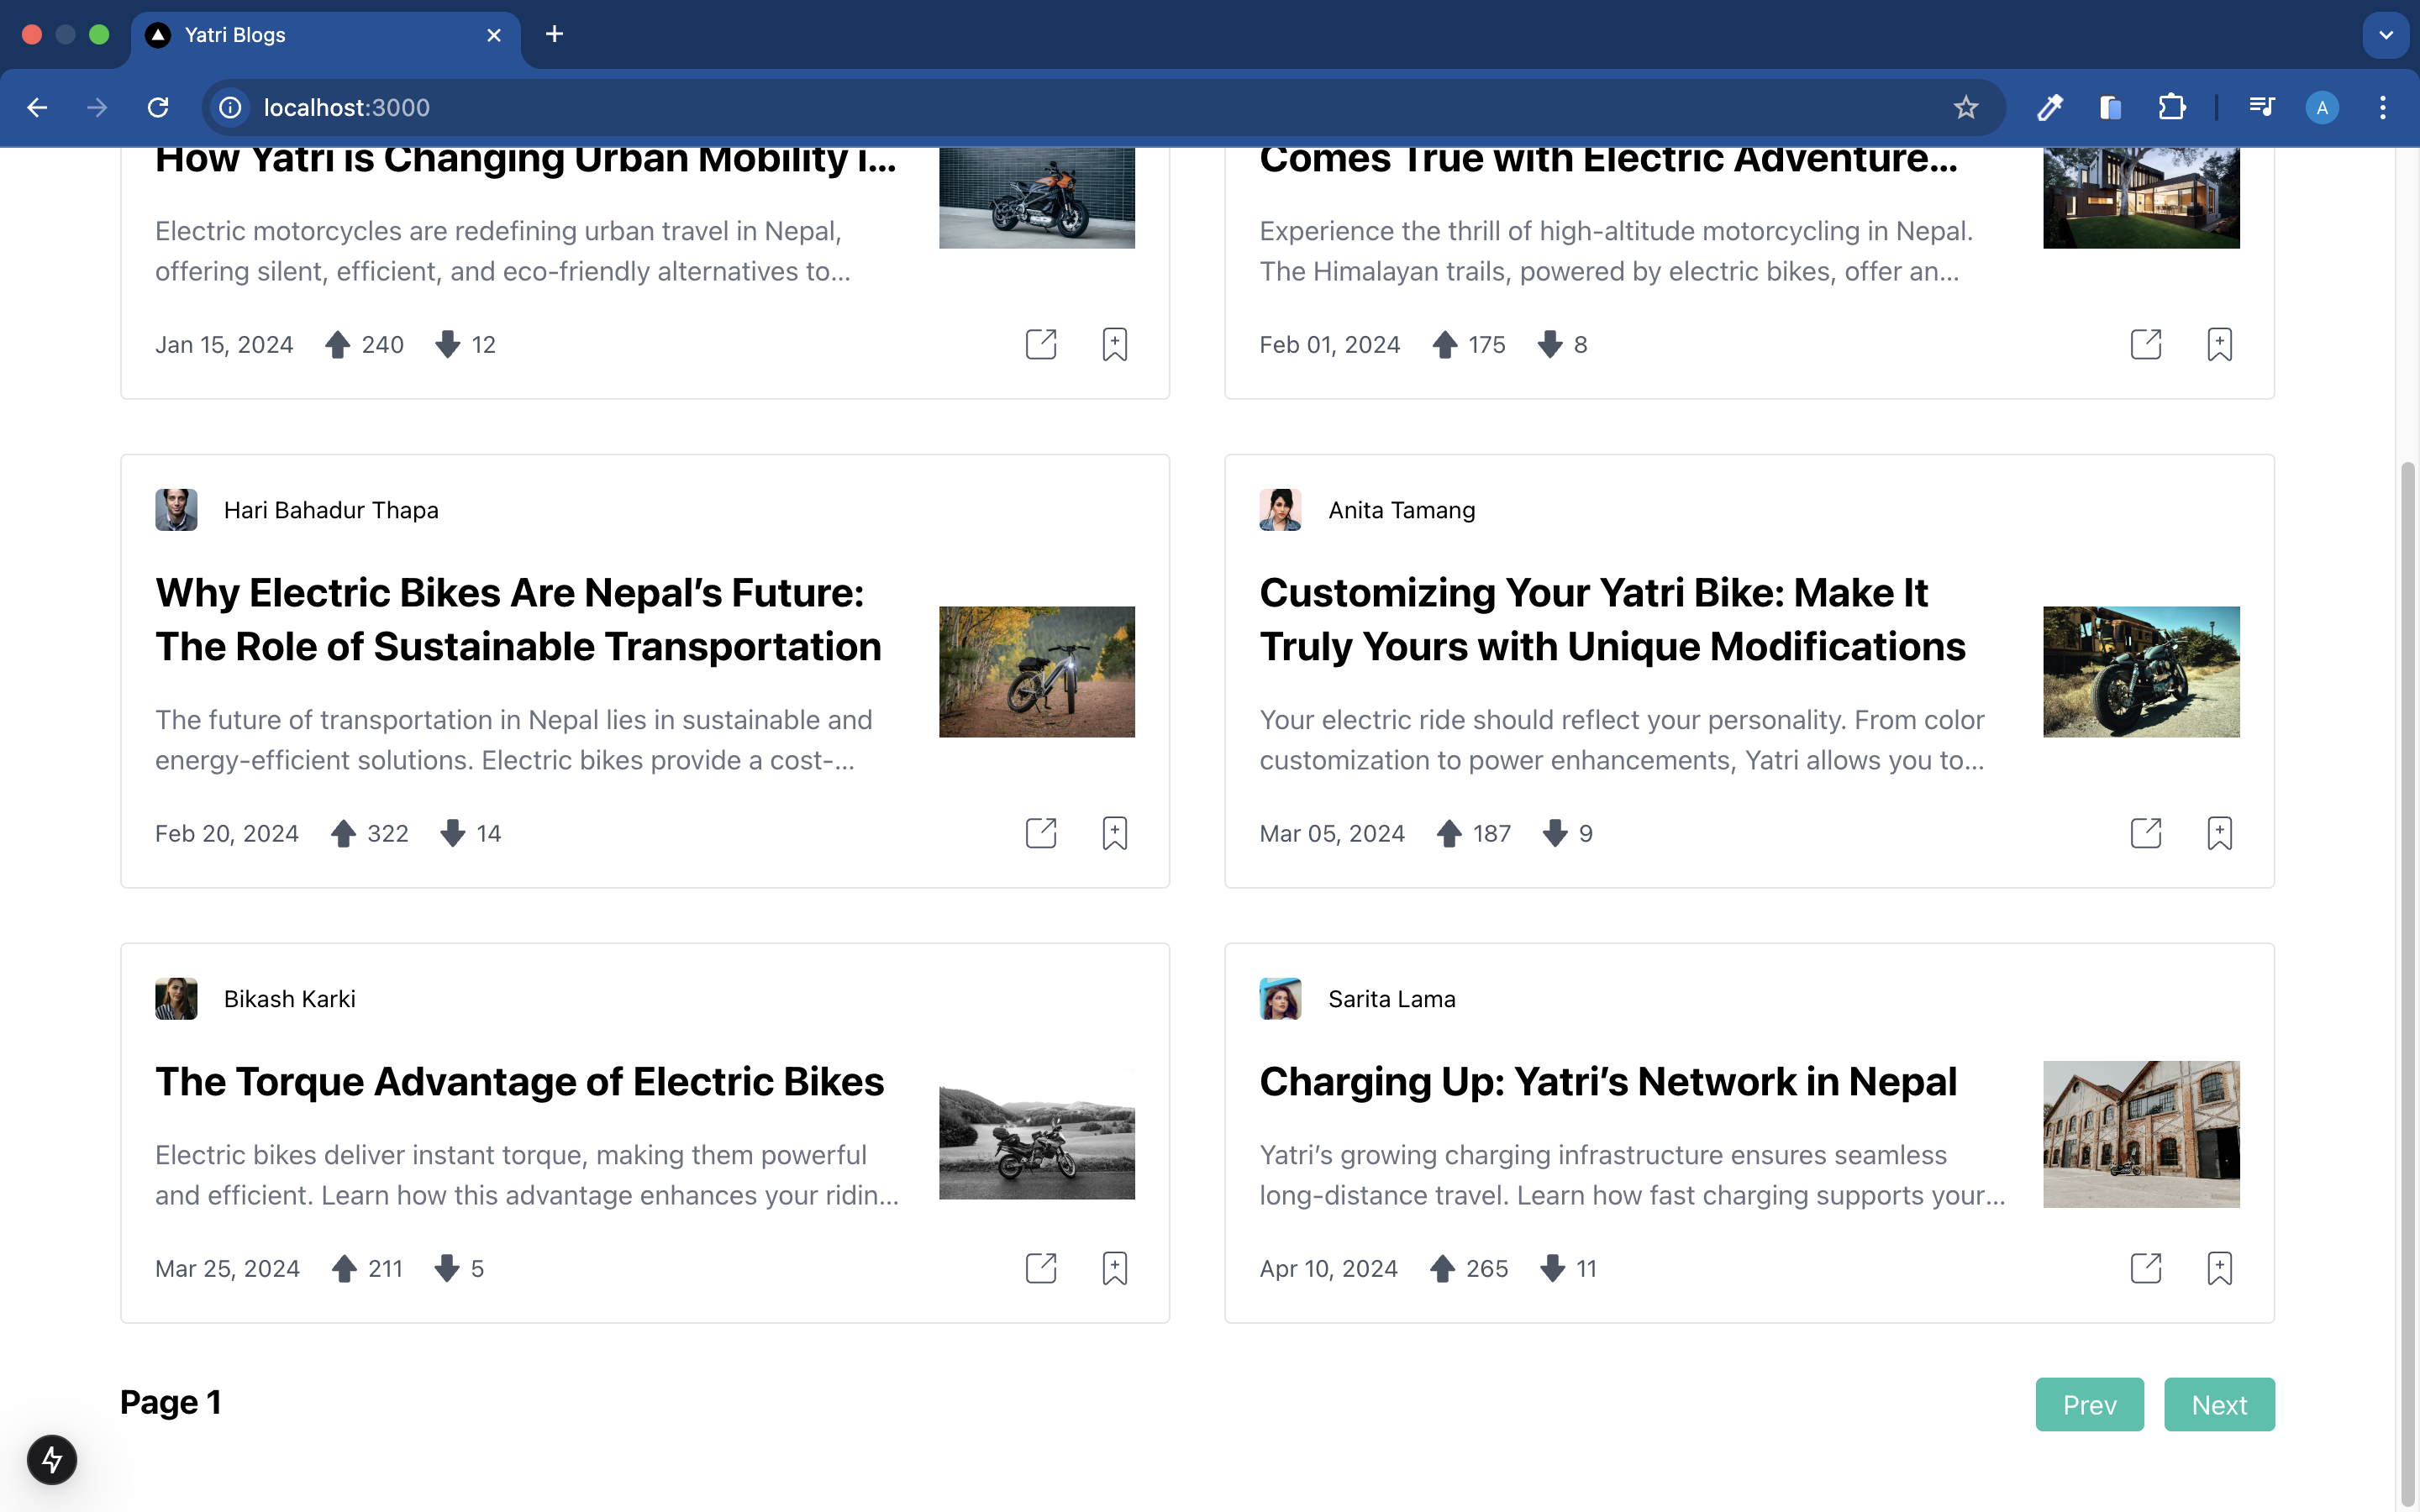 Yatri Blogs
localhost:3000
A
How Yatri is Changing Urban Mobility i...
Electric motorcycles are redefining urban travel in Nepal,
offering silent, efficient, and eco-friendly alternatives to...
Jan 15, 2024 240 12
Comes True with Electric Adventure...
Experience the thrill of high-altitude motorcycling in Nepal.
The Himalayan trails, powered by electric bikes, offer an...
Feb 01, 2024 175 8
Hari Bahadur Thapa
Why Electric Bikes Are Nepal’s Future:
The Role of Sustainable Transportation
The future of transportation in Nepal lies in sustainable and
energy-efficient solutions. Electric bikes provide a cost-...
Feb 20, 2024 322 14
Anita Tamang
Customizing Your Yatri Bike: Make It
Truly Yours with Unique Modifications
Your electric ride should reflect your personality. From color
customization to power enhancements, Yatri allows you to...
Mar 05, 2024 187 9
Bikash Karki
The Torque Advantage of Electric Bikes
Electric bikes deliver instant torque, making them powerful
and efficient. Learn how this advantage enhances your ridin...
Mar 25, 2024 211 5
Sarita Lama
Charging Up: Yatri’s Network in Nepal
Yatri’s growing charging infrastructure ensures seamless
long-distance travel. Learn how fast charging supports your...
Apr 10, 2024 265 11
Page 1
Prev Next